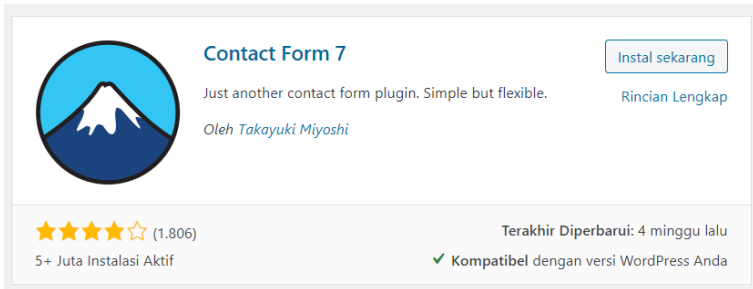 Contact Form 7
Instal sekarang
Just another contact form plugin. Simple but flexible.
Rincian Lengkap
Oleh Takayuki Miyoshi
(1.806)
Terakhir Diperbarui: 4 minggu lalu
5+ Juta Instalasi Aktif
Kompatibel dengan versi WordPress Anda